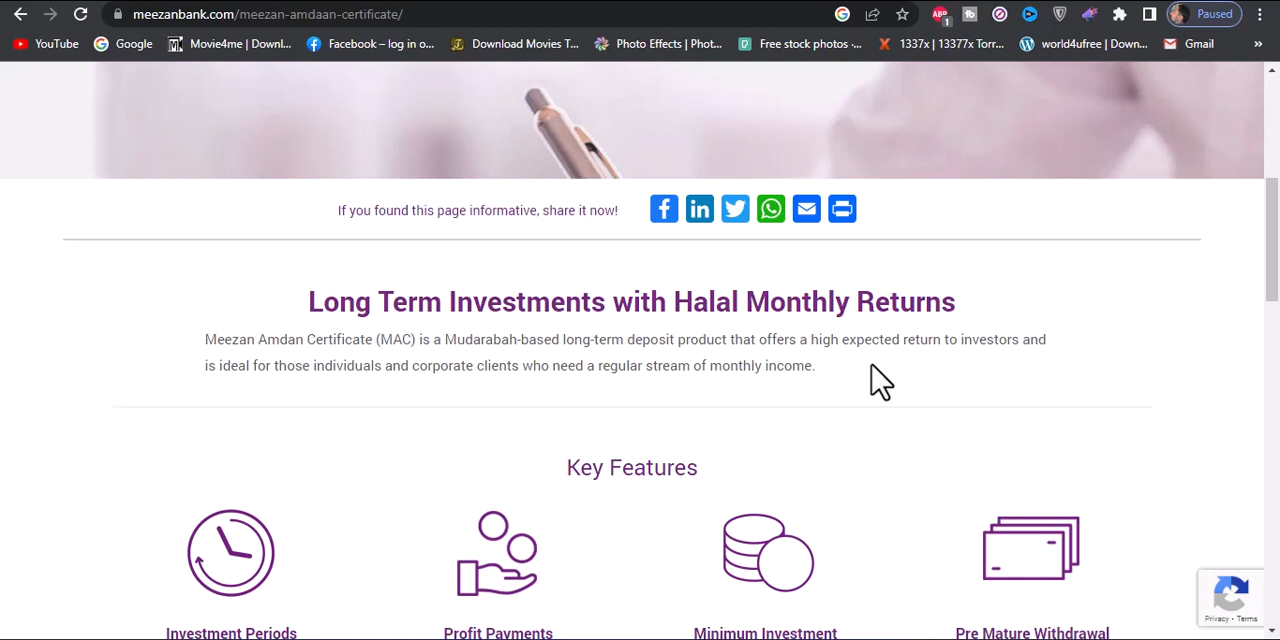 meezanbank.com/meezan-amdaan-certificate/
Paused
YouTube
Google
Movie4me | Downl...
Facebook – log in o...
Download Movies T...
Photo Effects | Phot...
Free stock photos -...
1337x | 13377x Torr...
world4ufree | Down...
Gmail
»
If you found this page informative, share it now!
Long Term Investments with Halal Monthly Returns
Meezan Amdan Certificate (MAC) is a Mudarabah-based long-term deposit product that offers a high expected return to investors and
is ideal for those individuals and corporate clients who need a regular stream of monthly income.
Key Features
Investment Periods
Profit Payments
Minimum Investment
Pre Mature Withdrawal
Privacy - Terms